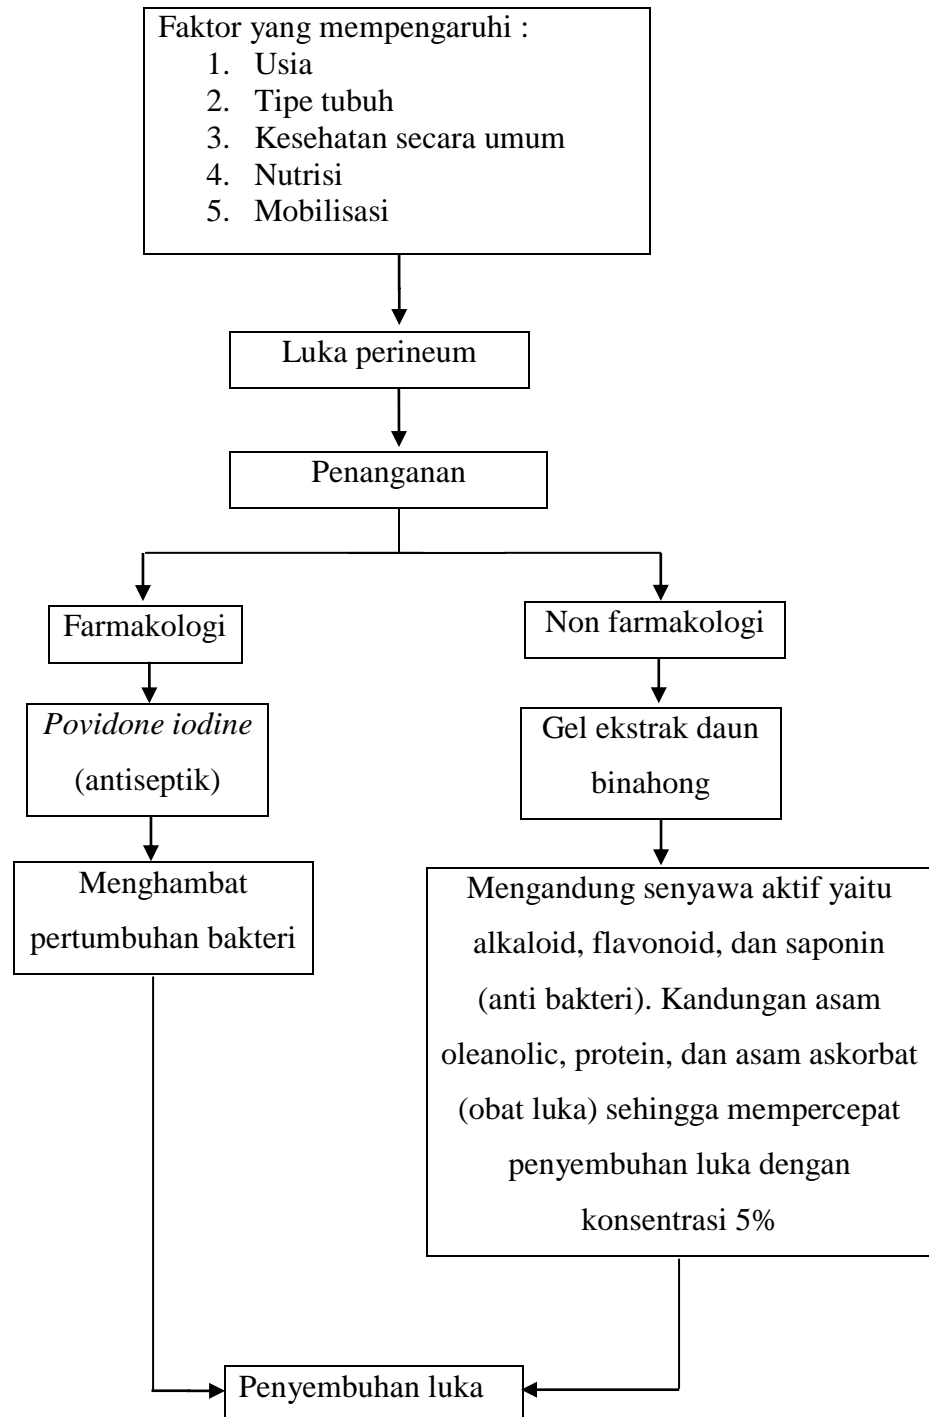 Faktor yang mempengaruhi :
1. Usia
2. Tipe tubuh
3. Kesehatan secara umum
4. Nutrisi
5. Mobilisasi
Luka perineum
Penanganan
Farmakologi
Non farmakologi
Povidone iodine
(antiseptik)
Gel ekstrak daun
binahong
Menghambat
pertumbuhan bakteri
Mengandung senyawa aktif yaitu
alkaloid, flavonoid, dan saponin
(anti bakteri). Kandungan asam
oleanolic, protein, dan asam askorbat
(obat luka) sehingga mempercepat
penyembuhan luka dengan
konsentrasi 5%
Penyembuhan luka